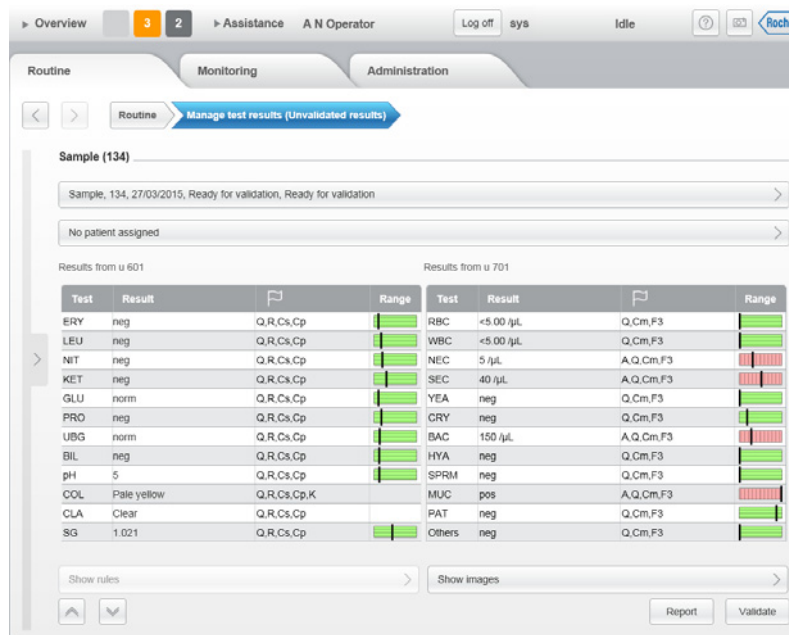 ▸ Overview 3 2 ▸ Assistance A N Operator Log off sys Idle ? Roch
Routine Monitoring Administration
< > Routine Manage test results (Unvalidated results)
Sample (134)
Sample, 134, 27/03/2015, Ready for validation, Ready for validation
No patient assigned
Results from u 601 Results from u 701
Test Result Range Test Result Range
ERY neg Q,R,Cs,Cp RBC <5.00 /µL Q,Cm,F3
LEU neg Q,R,Cs,Cp WBC <5.00 /µL Q,Cm,F3
NIT neg Q,R,Cs,Cp NEC 5 /µL A,Q,Cm,F3
KET neg Q,R,Cs,Cp SEC 40 /µL A,Q,Cm,F3
GLU norm Q,R,Cs,Cp YEA neg Q,Cm,F3
PRO neg Q,R,Cs,Cp CRY neg Q,Cm,F3
UBG norm Q,R,Cs,Cp BAC 150 /µL A,Q,Cm,F3
BIL neg Q,R,Cs,Cp HYA neg Q,Cm,F3
pH 5 Q,R,Cs,Cp SPRM neg Q,Cm,F3
COL Pale yellow Q,R,Cs,Cp,K MUC pos A,Q,Cm,F3
CLA Clear Q,R,Cs,Cp PAT neg Q,Cm,F3
SG 1.021 Q,R,Cs,Cp Others neg Q,Cm,F3
Show rules Show images
Report Validate